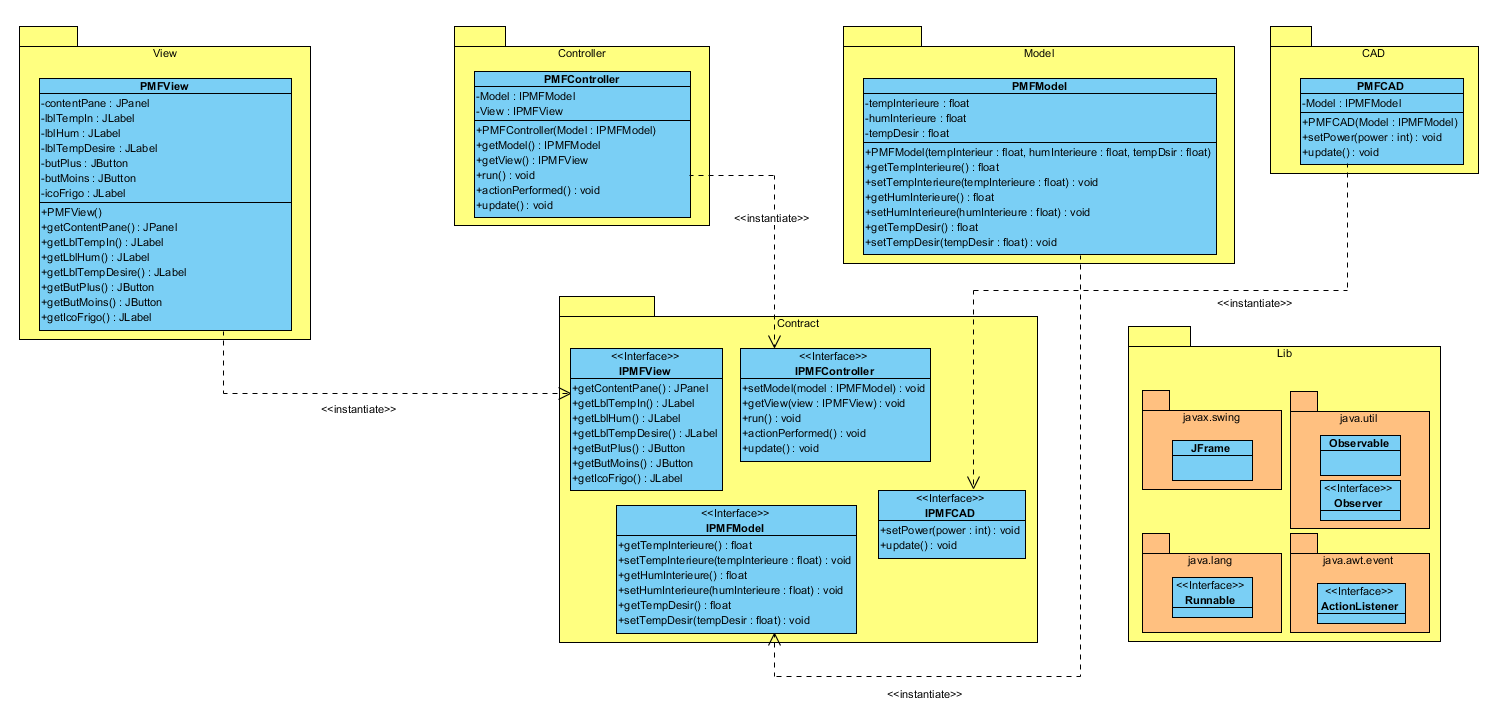 View
PMFView
-contentPane : JPanel
-lblTempIn : JLabel
-lblHum : JLabel
-lblTempDesire : JLabel
-butPlus : JButton
-butMoins : JButton
-icoFrigo : JLabel
+PMFView()
+getContentPane() : JPanel
+getLblTempIn() : JLabel
+getLblHum() : JLabel
+getLblTempDesire() : JLabel
+getButPlus() : JButton
+getButMoins() : JButton
+getIcoFrigo() : JLabel
Controller
PMFController
-Model : IPMFModel
-View : IPMFView
+PMFController(Model : IPMFModel)
+getModel() : IPMFModel
+getView() : IPMFView
+run() : void
+actionPerformed() : void
+update() : void
Model
PMFModel
-tempInterieure : float
-humInterieure : float
-tempDesir : float
+PMFModel(tempInterieur : float, humInterieure : float, tempDsir : float)
+getTempInterieure() : float
+setTempInterieure(tempInterieure : float) : void
+getHumInterieure() : float
+setHumInterieure(humInterieure : float) : void
+getTempDesir() : float
+setTempDesir(tempDesir : float) : void
CAD
PMFCAD
-Model : IPMFModel
+PMFCAD(Model : IPMFModel)
+setPower(power : int) : void
+update() : void
<<instantiate>>
<<instantiate>>
<<instantiate>>
<<instantiate>>
Contract
<<Interface>>
IPMFView
+getContentPane() : JPanel
+getLblTempIn() : JLabel
+getLblHum() : JLabel
+getLblTempDesire() : JLabel
+getButPlus() : JButton
+getButMoins() : JButton
+getIcoFrigo() : JLabel
<<Interface>>
IPMFController
+setModel(model : IPMFModel) : void
+getView(view : IPMFView) : void
+run() : void
+actionPerformed() : void
+update() : void
<<Interface>>
IPMFCAD
+setPower(power : int) : void
+update() : void
<<Interface>>
IPMFModel
+getTempInterieure() : float
+setTempInterieure(tempInterieure : float) : void
+getHumInterieure() : float
+setHumInterieure(humInterieure : float) : void
+getTempDesir() : float
+setTempDesir(tempDesir : float) : void
Lib
javax.swing
JFrame
java.util
Observable
<<Interface>>
Observer
java.lang
<<Interface>>
Runnable
java.awt.event
<<Interface>>
ActionListener